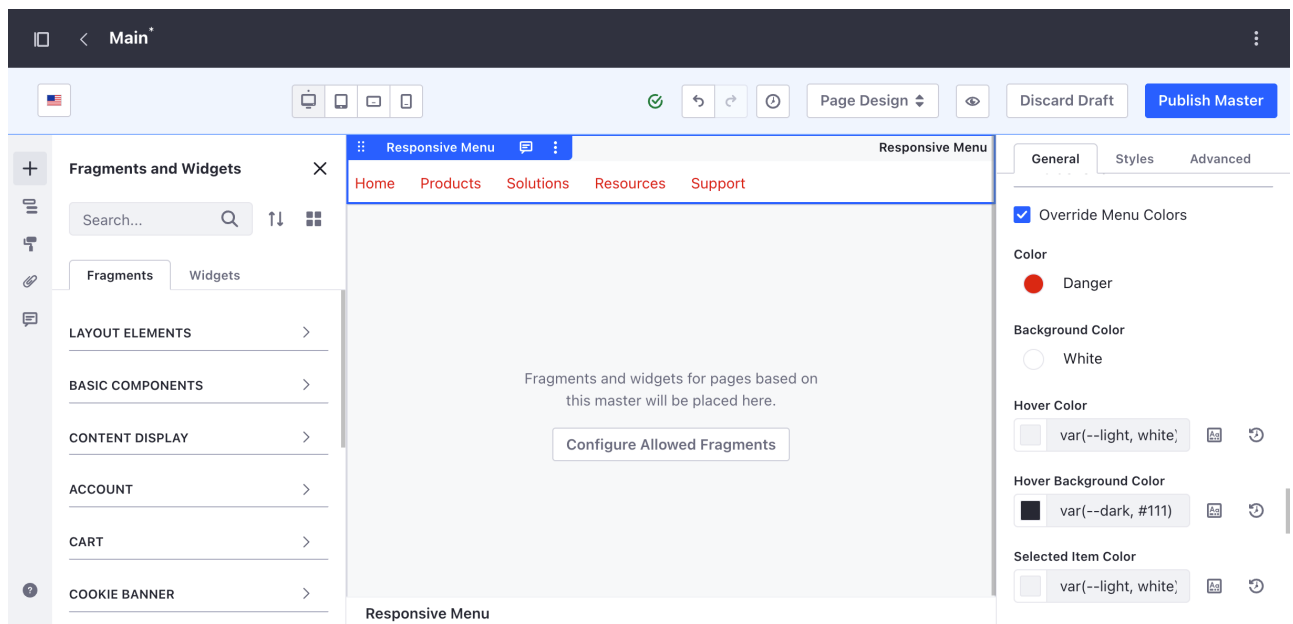 Main*
Page Design
Discard Draft
Publish Master
Fragments and Widgets
Search...
Fragments
Widgets
LAYOUT ELEMENTS
BASIC COMPONENTS
CONTENT DISPLAY
ACCOUNT
CART
COOKIE BANNER
Responsive Menu
Responsive Menu
Home Products Solutions Resources Support
Fragments and widgets for pages based on
this master will be placed here.
Configure Allowed Fragments
Responsive Menu
General Styles Advanced
Override Menu Colors
Color
Danger
Background Color
White
Hover Color
var(--light, white)
Hover Background Color
var(--dark, #111)
Selected Item Color
var(--light, white)